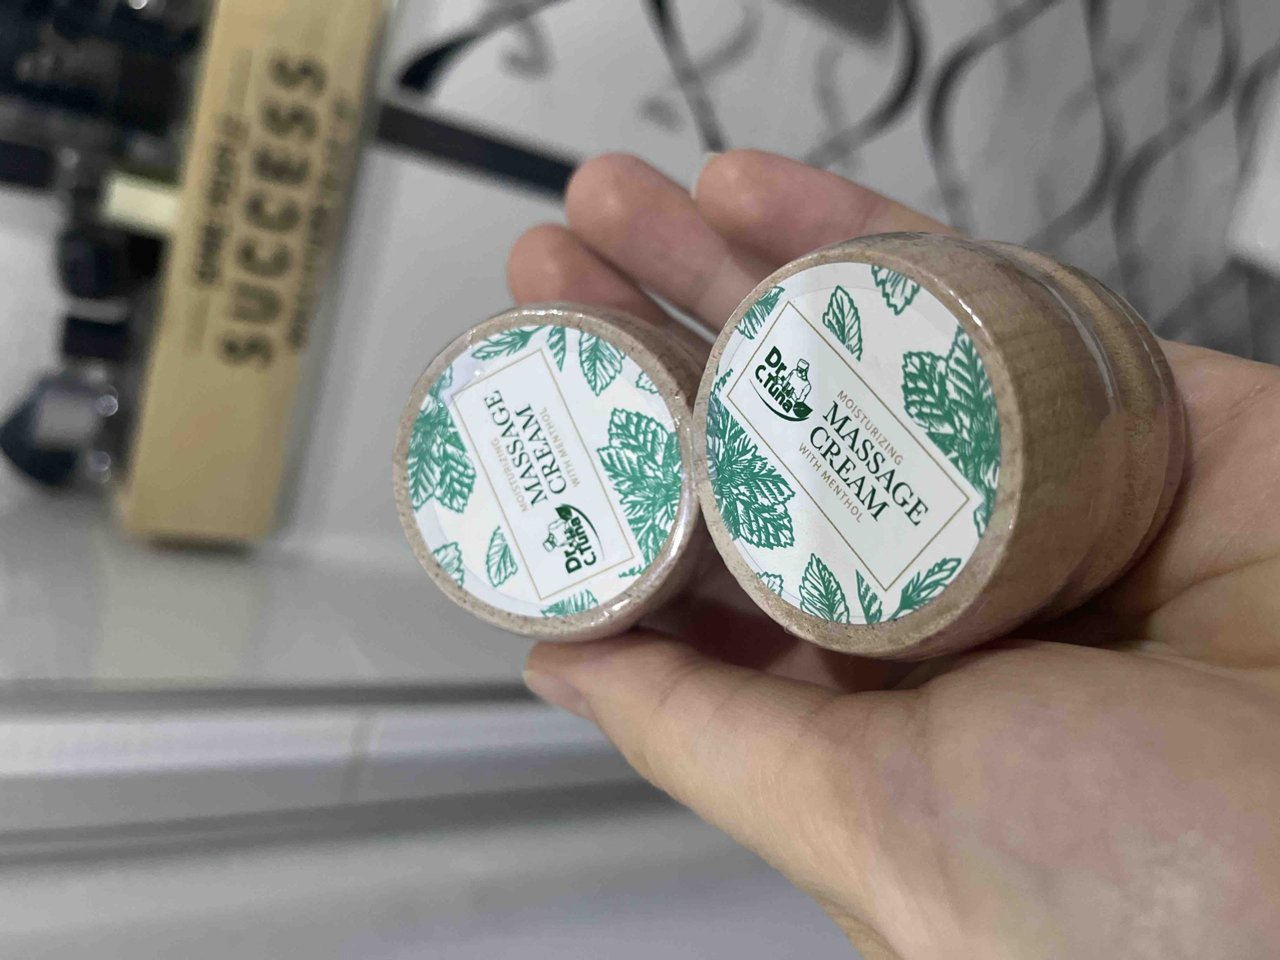 SUCCESS
MOISTURIZING
MASSAGE
CREAM
WITH MENTHOL
Dr.
C.Tuna
Dr.
C.Tuna
MOISTURIZING
MASSAGE
CREAM
WITH MENTHOL